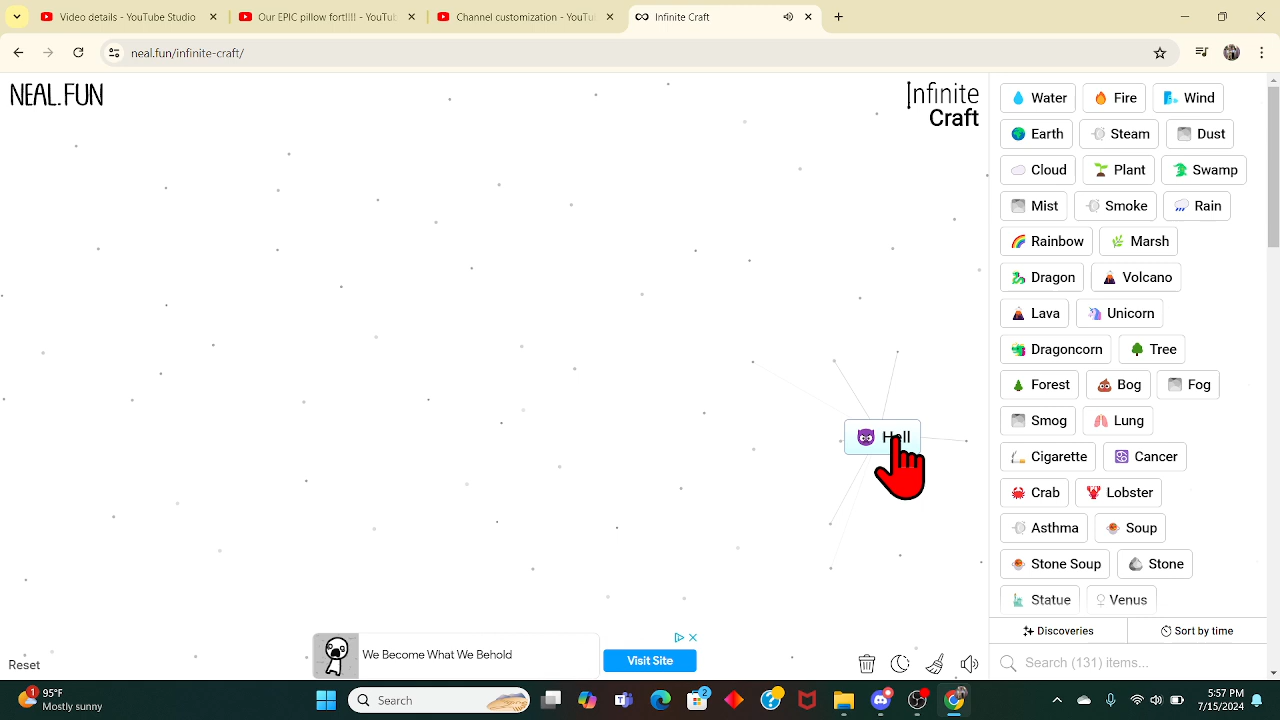 Video details - YouTube Studio
Our EPIC pillow fort!!!! - YouTub
Channel customization - YouTu
Infinite Craft
neal.fun/infinite-craft/
NEAL.FUN
Infinite
Craft
Water
Fire
Wind
Earth
Steam
Dust
Cloud
Plant
Swamp
Mist
Smoke
Rain
Rainbow
Marsh
Dragon
Volcano
Lava
Unicorn
Dragoncorn
Tree
Forest
Bog
Fog
Hell
Smog
Lung
Cigarette
Cancer
Crab
Lobster
Asthma
Soup
Stone Soup
Stone
Statue
Venus
Discoveries
Sort by time
We Become What We Behold
Visit Site
Reset
Search (131) items...
1
95°F
Mostly sunny
Search
2
5:57 PM
7/15/2024